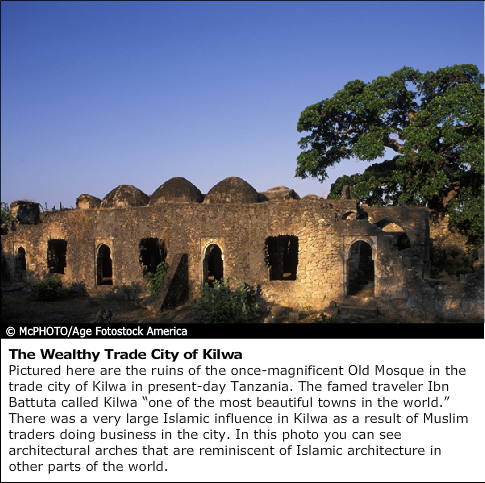 © McPHOTO/Age Fotostock America
The Wealthy Trade City of Kilwa
Pictured here are the ruins of the once-magnificent Old Mosque in the
trade city of Kilwa in present-day Tanzania. The famed traveler Ibn
Battuta called Kilwa “one of the most beautiful towns in the world.”
There was a very large Islamic influence in Kilwa as a result of Muslim
traders doing business in the city. In this photo you can see
architectural arches that are reminiscent of Islamic architecture in
other parts of the world.